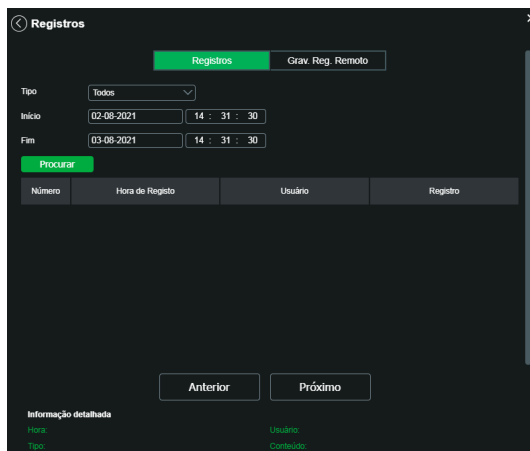 Registros
Registros Grav. Reg. Remoto
Tipo Todos
Início 02-08-2021 14 : 31 : 30
Fim 03-08-2021 14 : 31 : 30
Procurar
Número Hora de Registo Usuário Registro
Anterior Próximo
Informação detalhada
Hora: Usuário:
Tipo: Conteúdo: